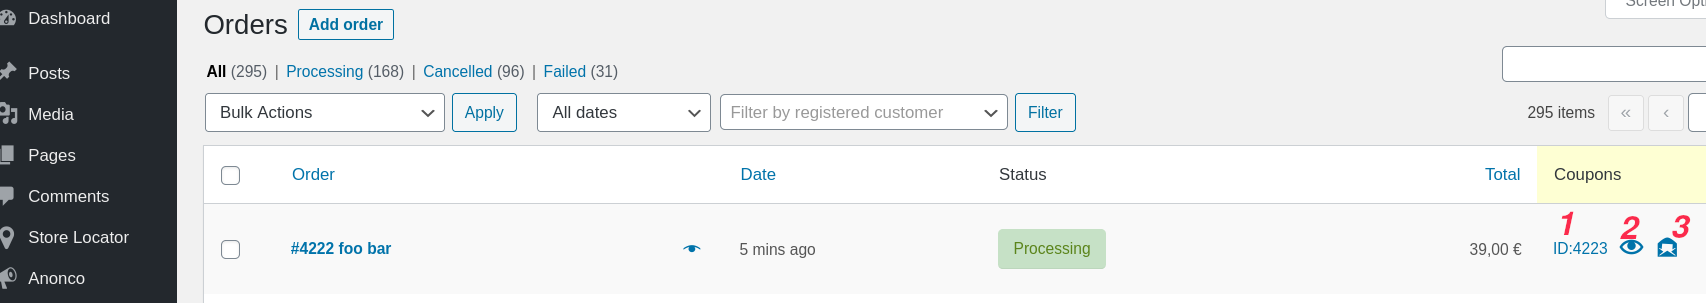 Dashboard
Posts
Media
Pages
Comments
Store Locator
Anonco
Orders Add order
All (295) | Processing (168) | Cancelled (96) | Failed (31)
Bulk Actions Apply All dates Filter by registered customer Filter 295 items « ‹
Order Date Status Total Coupons
1 2 3
#4222 foo bar 5 mins ago Processing 39,00 € ID:4223